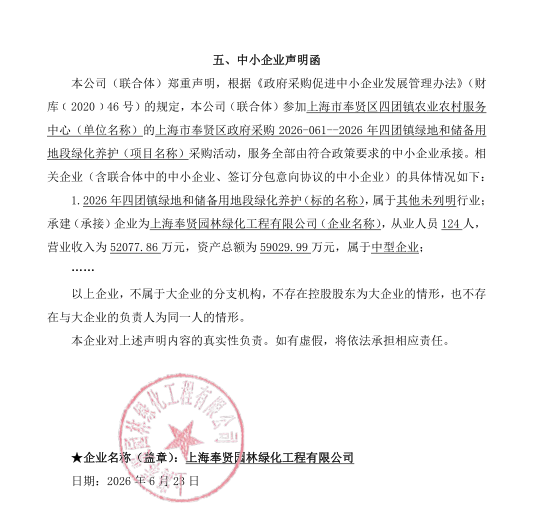 五、中小企业声明函
本公司（联合体）郑重声明，根据《政府采购促进中小企业发展管理办法》（财
库﹝2020﹞46 号）的规定，本公司（联合体）参加上海市奉贤区四团镇农业农村服务
中心（单位名称）的上海市奉贤区政府采购 2026-061--2026 年四团镇绿地和储备用
地段绿化养护（项目名称）采购活动，服务全部由符合政策要求的中小企业承接。相
关企业（含联合体中的中小企业、签订分包意向协议的中小企业）的具体情况如下：
1.2026 年四团镇绿地和储备用地段绿化养护（标的名称），属于其他未列明行业；
承建（承接）企业为上海奉贤园林绿化工程有限公司（企业名称），从业人员 124 人，
营业收入为 52077.86 万元，资产总额为 59029.99 万元，属于中型企业；
……
以上企业，不属于大企业的分支机构，不存在控股股东为大企业的情形，也不存
在与大企业的负责人为同一人的情形。
本企业对上述声明内容的真实性负责。如有虚假，将依法承担相应责任。
★企业名称（盖章）：上海奉贤园林绿化工程有限公司
日期：2026 年 6 月 23 日
林绿化工程有限公司